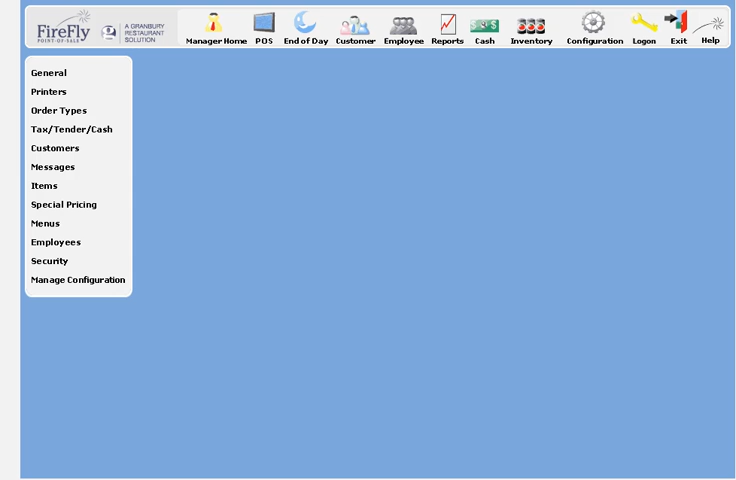 FireFly
POINT-OF-SALE
g
A GRANBURY
RESTAURANT
SOLUTION
Manager Home POS End of Day Customer Employee Reports Cash Inventory Configuration Logon Exit Help
General
Printers
Order Types
Tax/Tender/Cash
Customers
Messages
Items
Special Pricing
Menus
Employees
Security
Manage Configuration